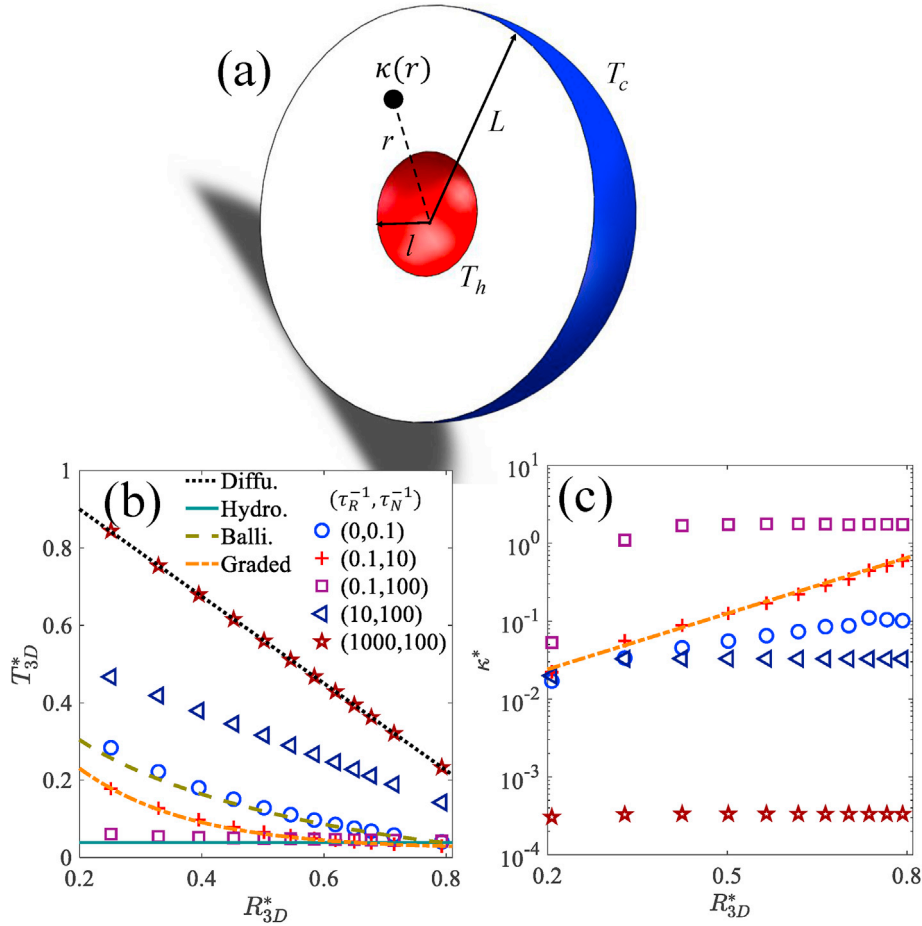 (a)
κ(r)
T_c
r
L
l
T_h
(b)
Diffu.
Hydro.
Balli.
Graded
(τ_R^{-1}, τ_N^{-1})
(0,0.1)
(0.1,10)
(0.1,100)
(10,100)
(1000,100)
1
0.8
0.6
0.4
0.2
0
T^*_{3D}
0.2
0.4
0.6
0.8
R^*_{3D}
(c)
10^1
10^0
10^{-1}
10^{-2}
10^{-3}
10^{-4}
κ^*
0.2
0.5
0.8
R^*_{3D}